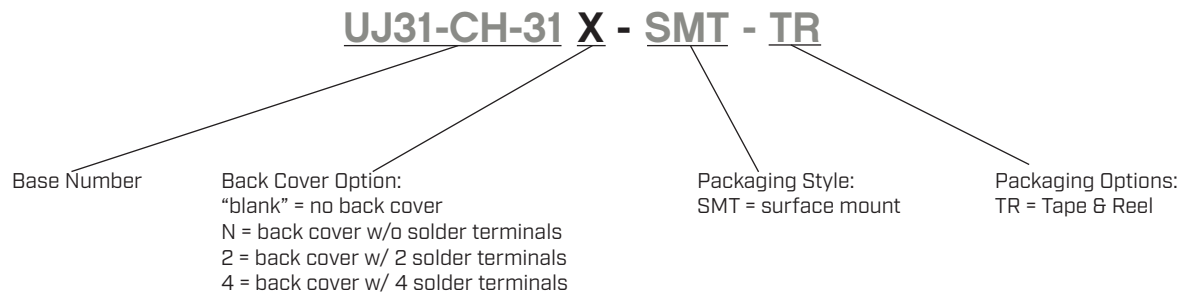 UJ31-CH-31 X - SMT - TR
Base Number
Back Cover Option:
“blank” = no back cover
N = back cover w/o solder terminals
2 = back cover w/ 2 solder terminals
4 = back cover w/ 4 solder terminals
Packaging Style:
SMT = surface mount
Packaging Options:
TR = Tape & Reel